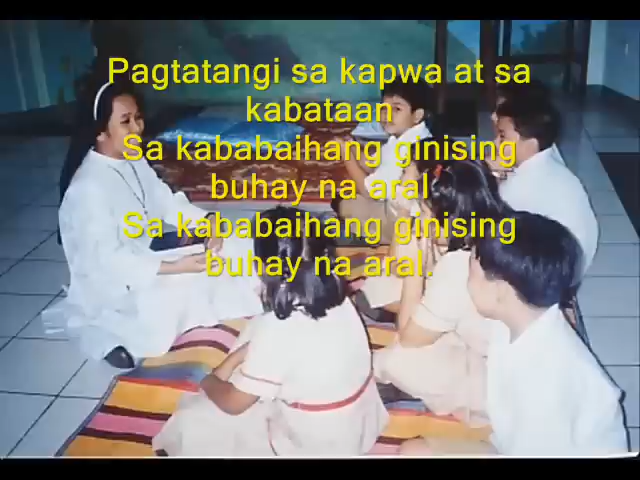 Pagtatangi sa kapwa at sa
kabataan
Sa kababaihang ginising
buhay na aral
Sa kababaihang ginising
buhay na aral.